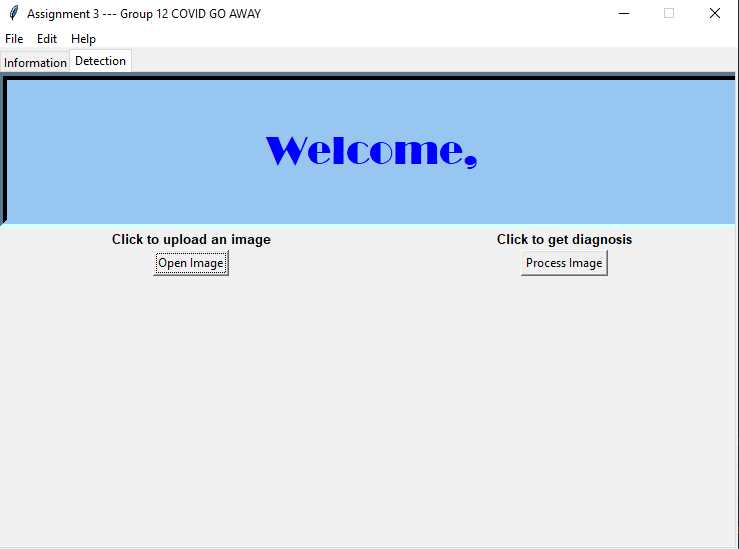 Assignment 3 --- Group 12 COVID GO AWAY
File Edit Help
Information Detection
Welcome,
Click to upload an image Click to get diagnosis
Open Image Process Image